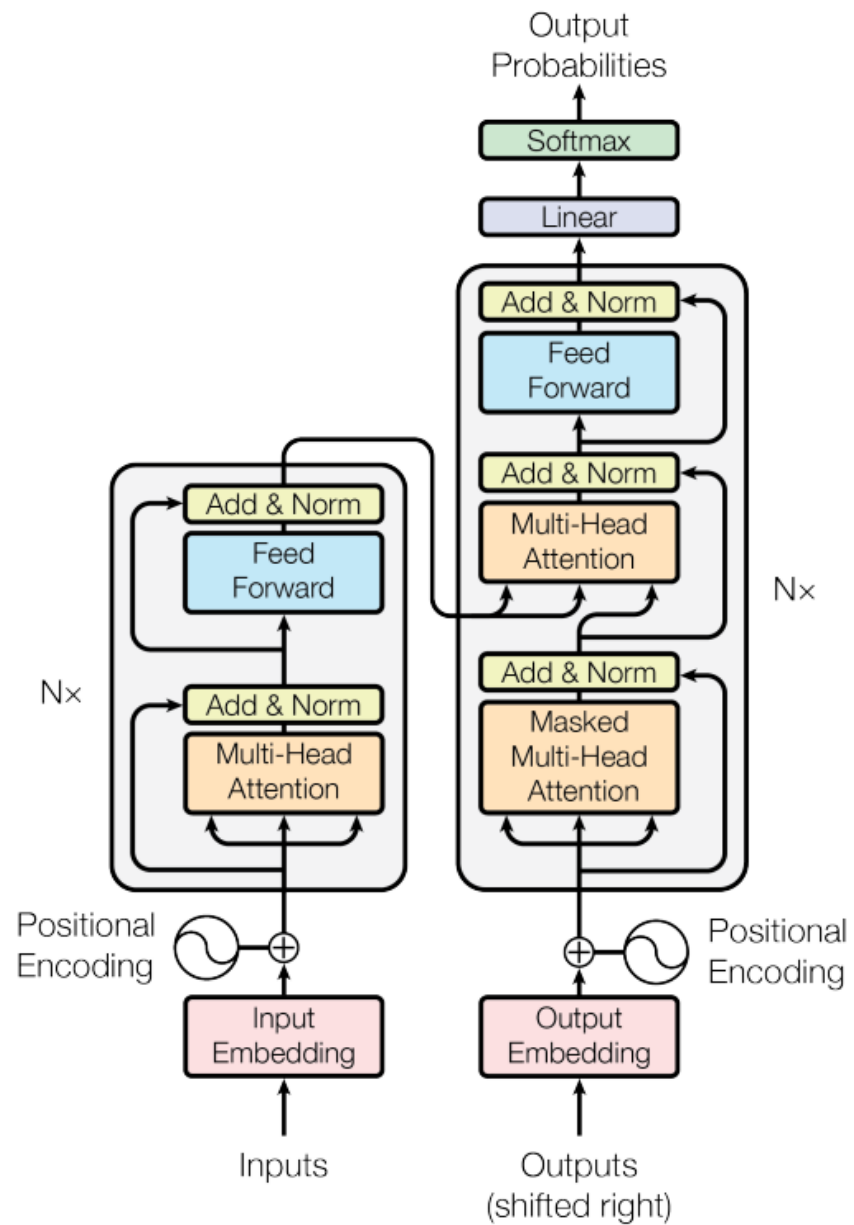 Output
Probabilities
Softmax
Linear
Add & Norm
Feed
Forward
Add & Norm
Multi-Head
Attention
N×
Add & Norm
Masked
Multi-Head
Attention
Add & Norm
Feed
Forward
N×
Add & Norm
Multi-Head
Attention
Positional
Encoding
Positional
Encoding
Input
Embedding
Output
Embedding
Inputs
Outputs
(shifted right)